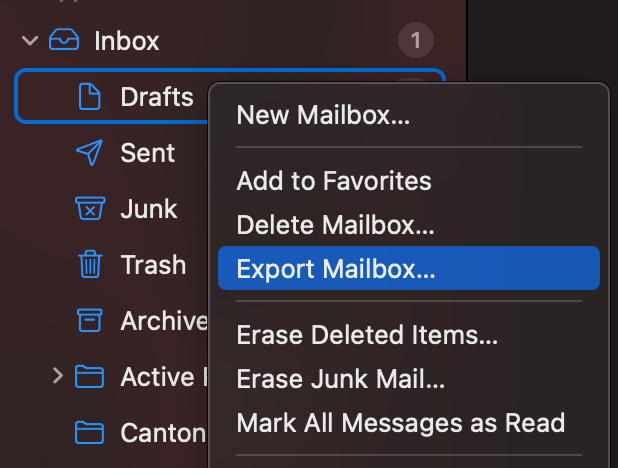 Inbox
1
Drafts
Sent
Junk
Trash
Archive
Active
Canton
New Mailbox...
Add to Favorites
Delete Mailbox...
Export Mailbox...
Erase Deleted Items...
Erase Junk Mail...
Mark All Messages as Read